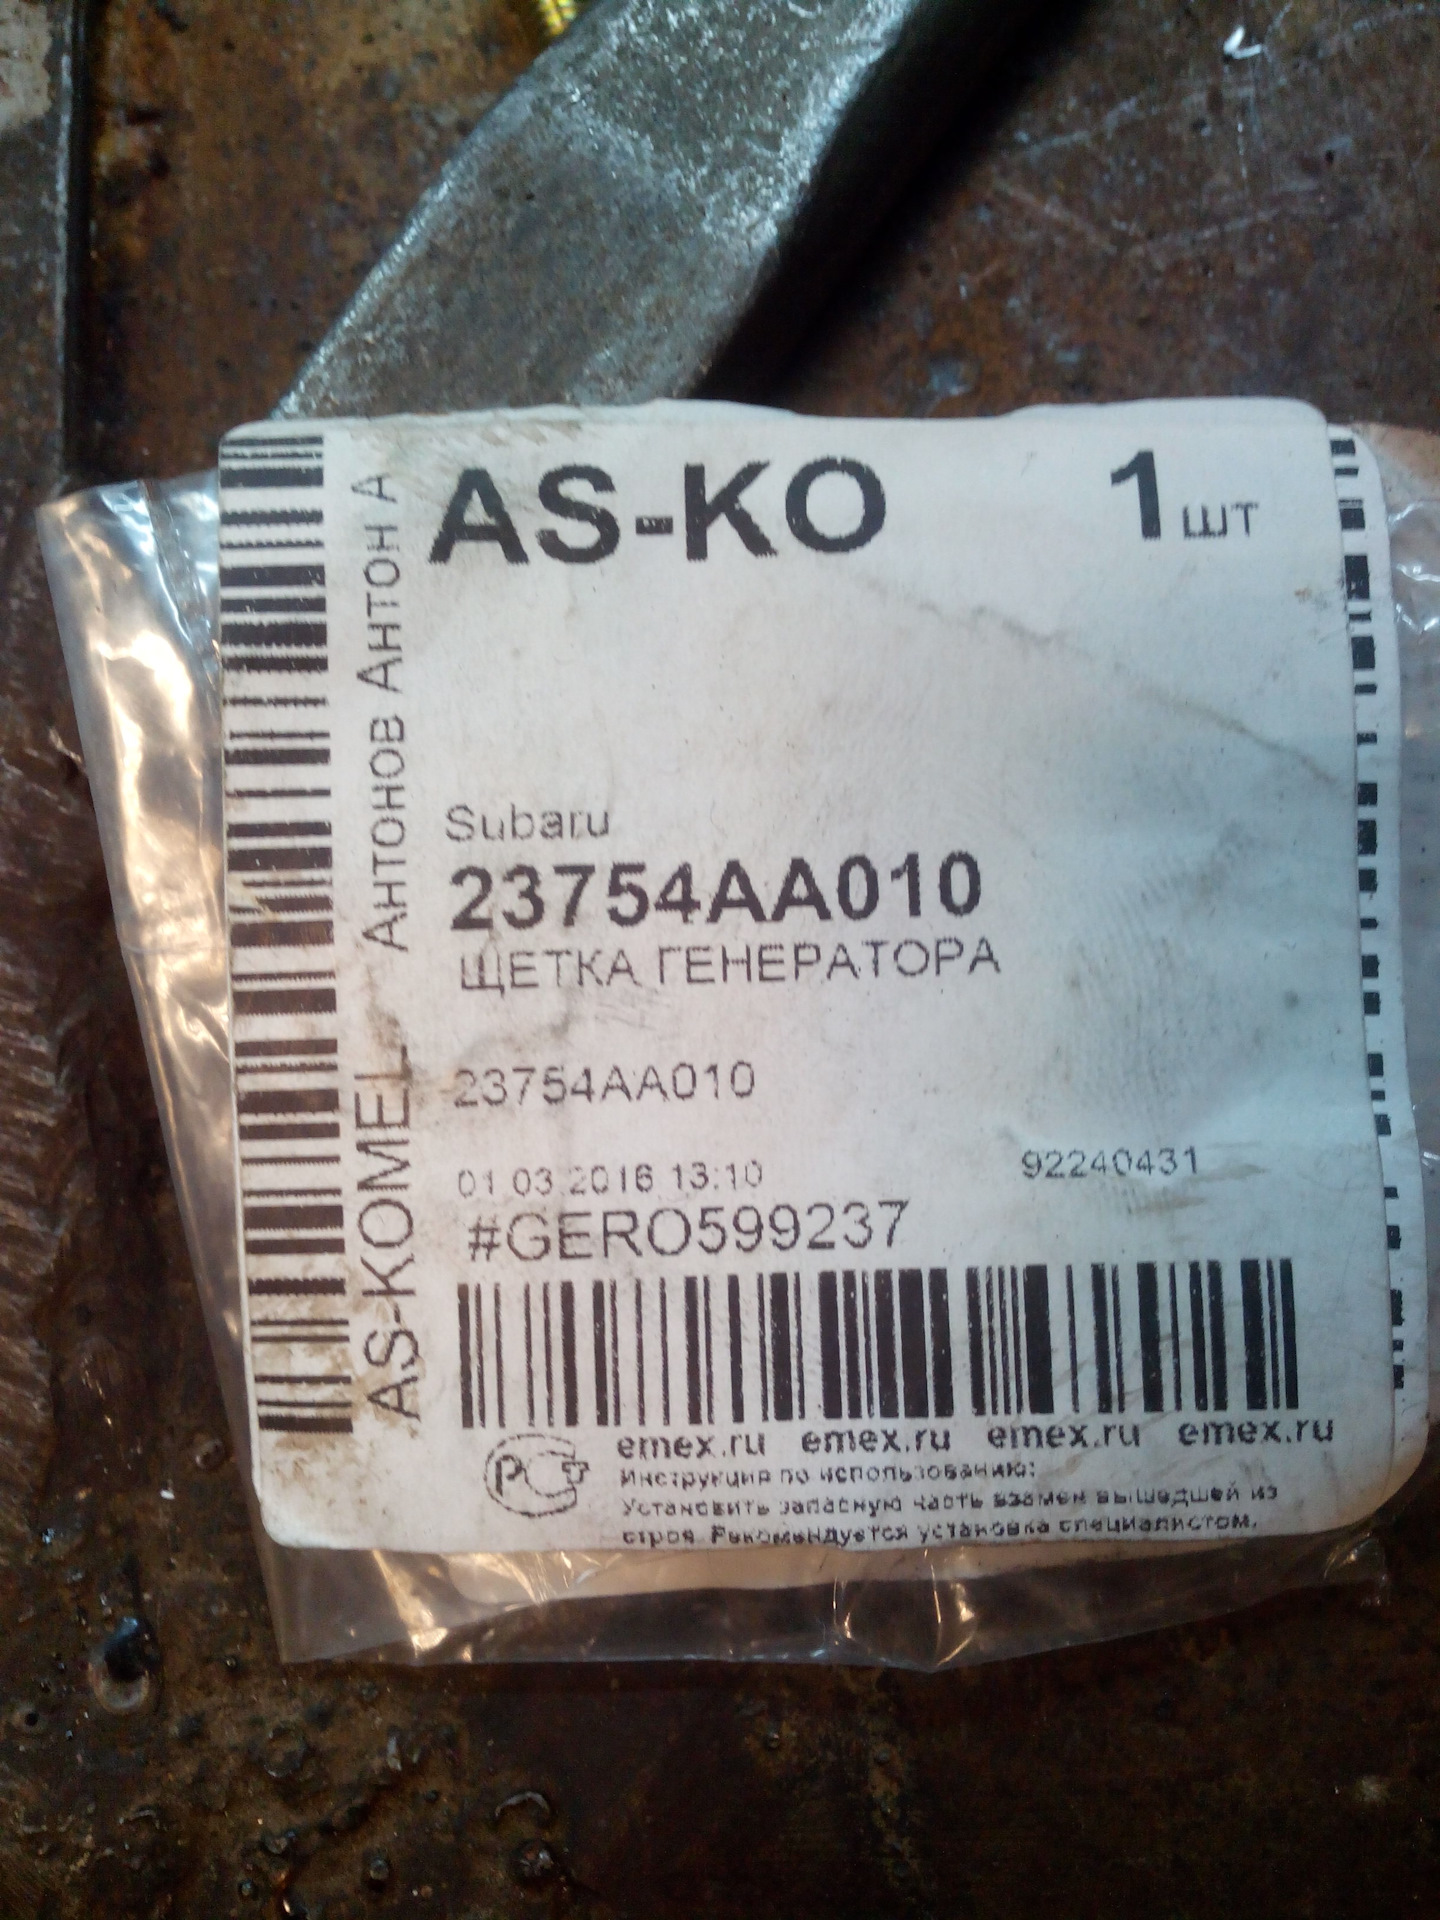 AS-KO
1 шт
AS-KOMEL Антонов Антон А
Subaru
23754AA010
ЩЕТКА ГЕНЕРАТОРА
23754AA010
01.03.2016 13:10
92240431
#GERO599237
emex.ru emex.ru emex.ru emex.ru
Инструкция по использованию:
Установить запасную часть взамен вышедшей из
строя. Рекомендуется установка специалистом.